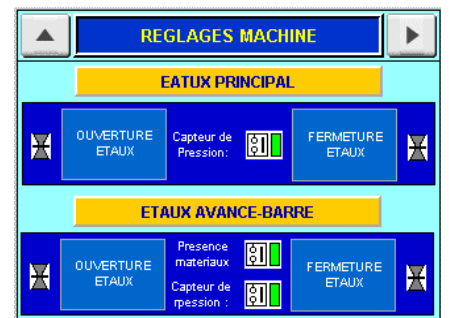 REGLAGES MACHINE
EATUX PRINCIPAL
OUVERTURE
ETAUX
Capteur de
Pression:
FERMETURE
ETAUX
ETAUX AVANCE-BARRE
OUVERTURE
ETAUX
Presence
materiaux
Capteur de
rpession :
FERMETURE
ETAUX